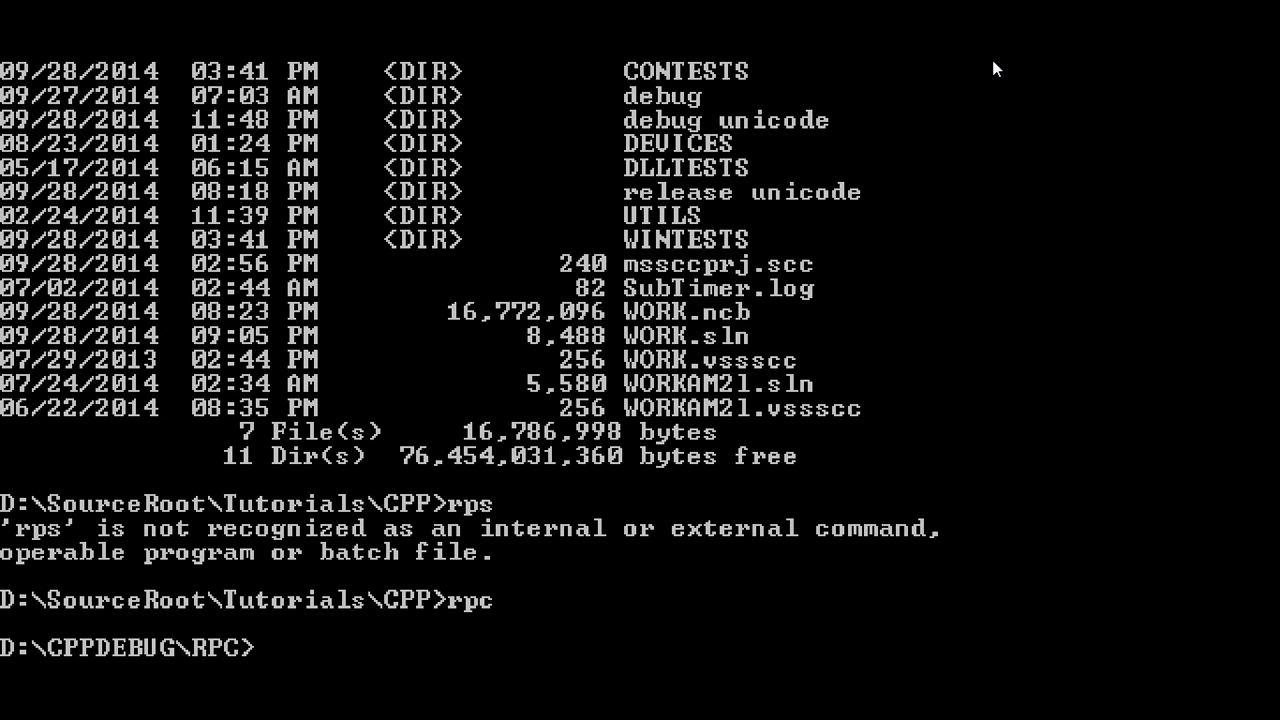 09/28/2014  03:41 PM    <DIR>          CONTESTS
09/27/2014  07:03 AM    <DIR>          debug
09/28/2014  11:48 PM    <DIR>          debug unicode
08/23/2014  01:24 PM    <DIR>          DEVICES
05/17/2014  06:15 AM    <DIR>          DLLTESTS
09/28/2014  08:18 PM    <DIR>          release unicode
02/24/2014  11:39 PM    <DIR>          UTILS
09/28/2014  03:41 PM    <DIR>          WINTESTS
09/28/2014  02:56 PM               240 mssccprj.scc
07/02/2014  02:44 AM                82 SubTimer.log
09/28/2014  08:23 PM        16,772,096 WORK.ncb
09/28/2014  09:05 PM             8,488 WORK.sln
07/29/2013  02:44 PM               256 WORK.vssscc
07/24/2014  02:34 AM             5,580 WORKAM2l.sln
06/22/2014  08:35 PM               256 WORKAM2l.vssscc
               7 File(s)     16,786,998 bytes
              11 Dir(s)  76,454,031,360 bytes free
D:\SourceRoot\Tutorials\CPP>rps
'rps' is not recognized as an internal or external command,
operable program or batch file.
D:\SourceRoot\Tutorials\CPP>rpc
D:\CPPDEBUG\RPC>